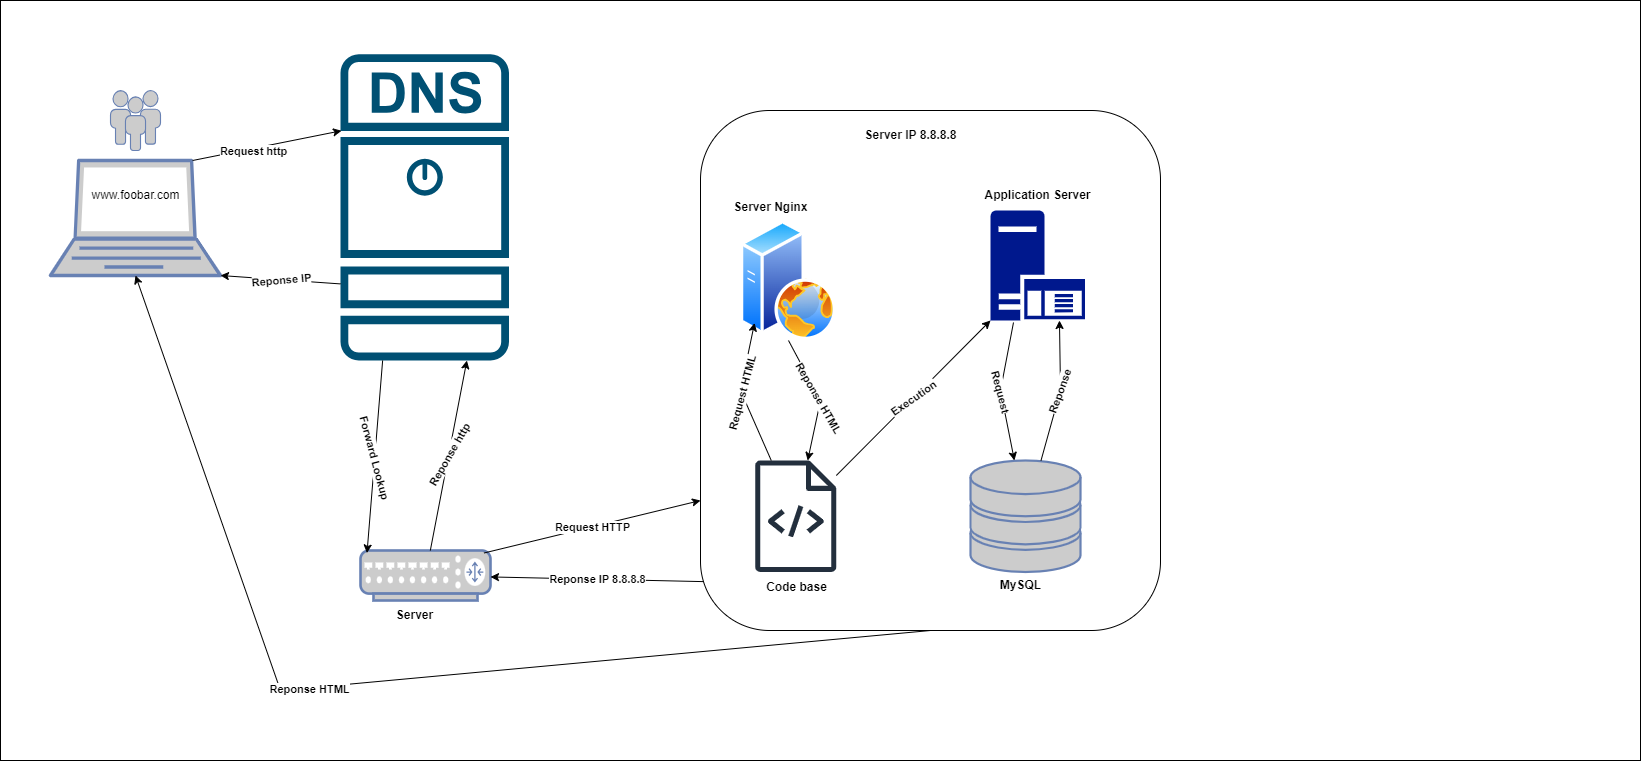 DNS
Server IP 8.8.8.8
Request http
www.foobar.com
Application Server
Server Nginx
Reponse IP
Request HTML
Reponse HTML
Execution
Request
Reponse
Forward Lookup
Reponse http
Request HTTP
Reponse IP 8.8.8.8
</>
Code base
MySQL
Server
Reponse HTML